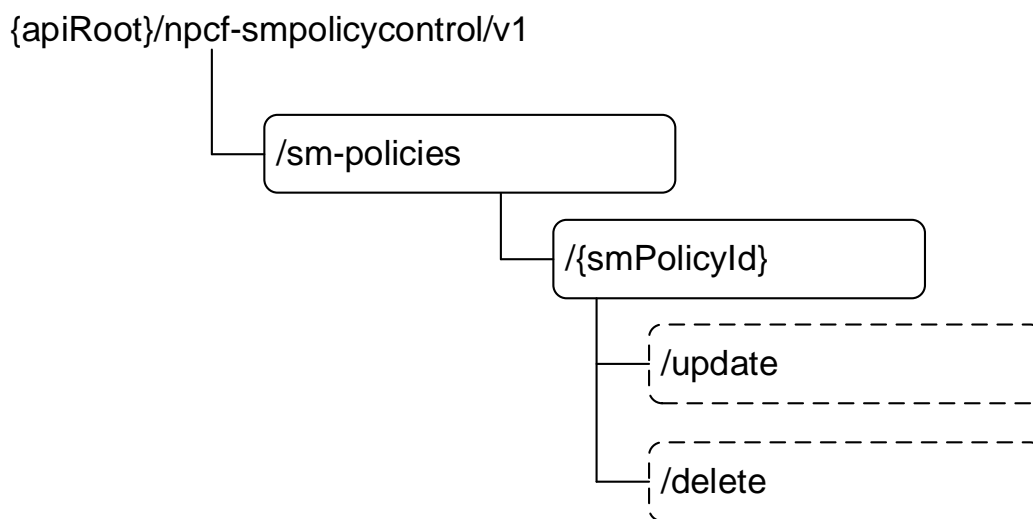 {apiRoot}/npcf-smpolicycontrol/v1
/sm-policies
/{smPolicyId}
/update
/delete